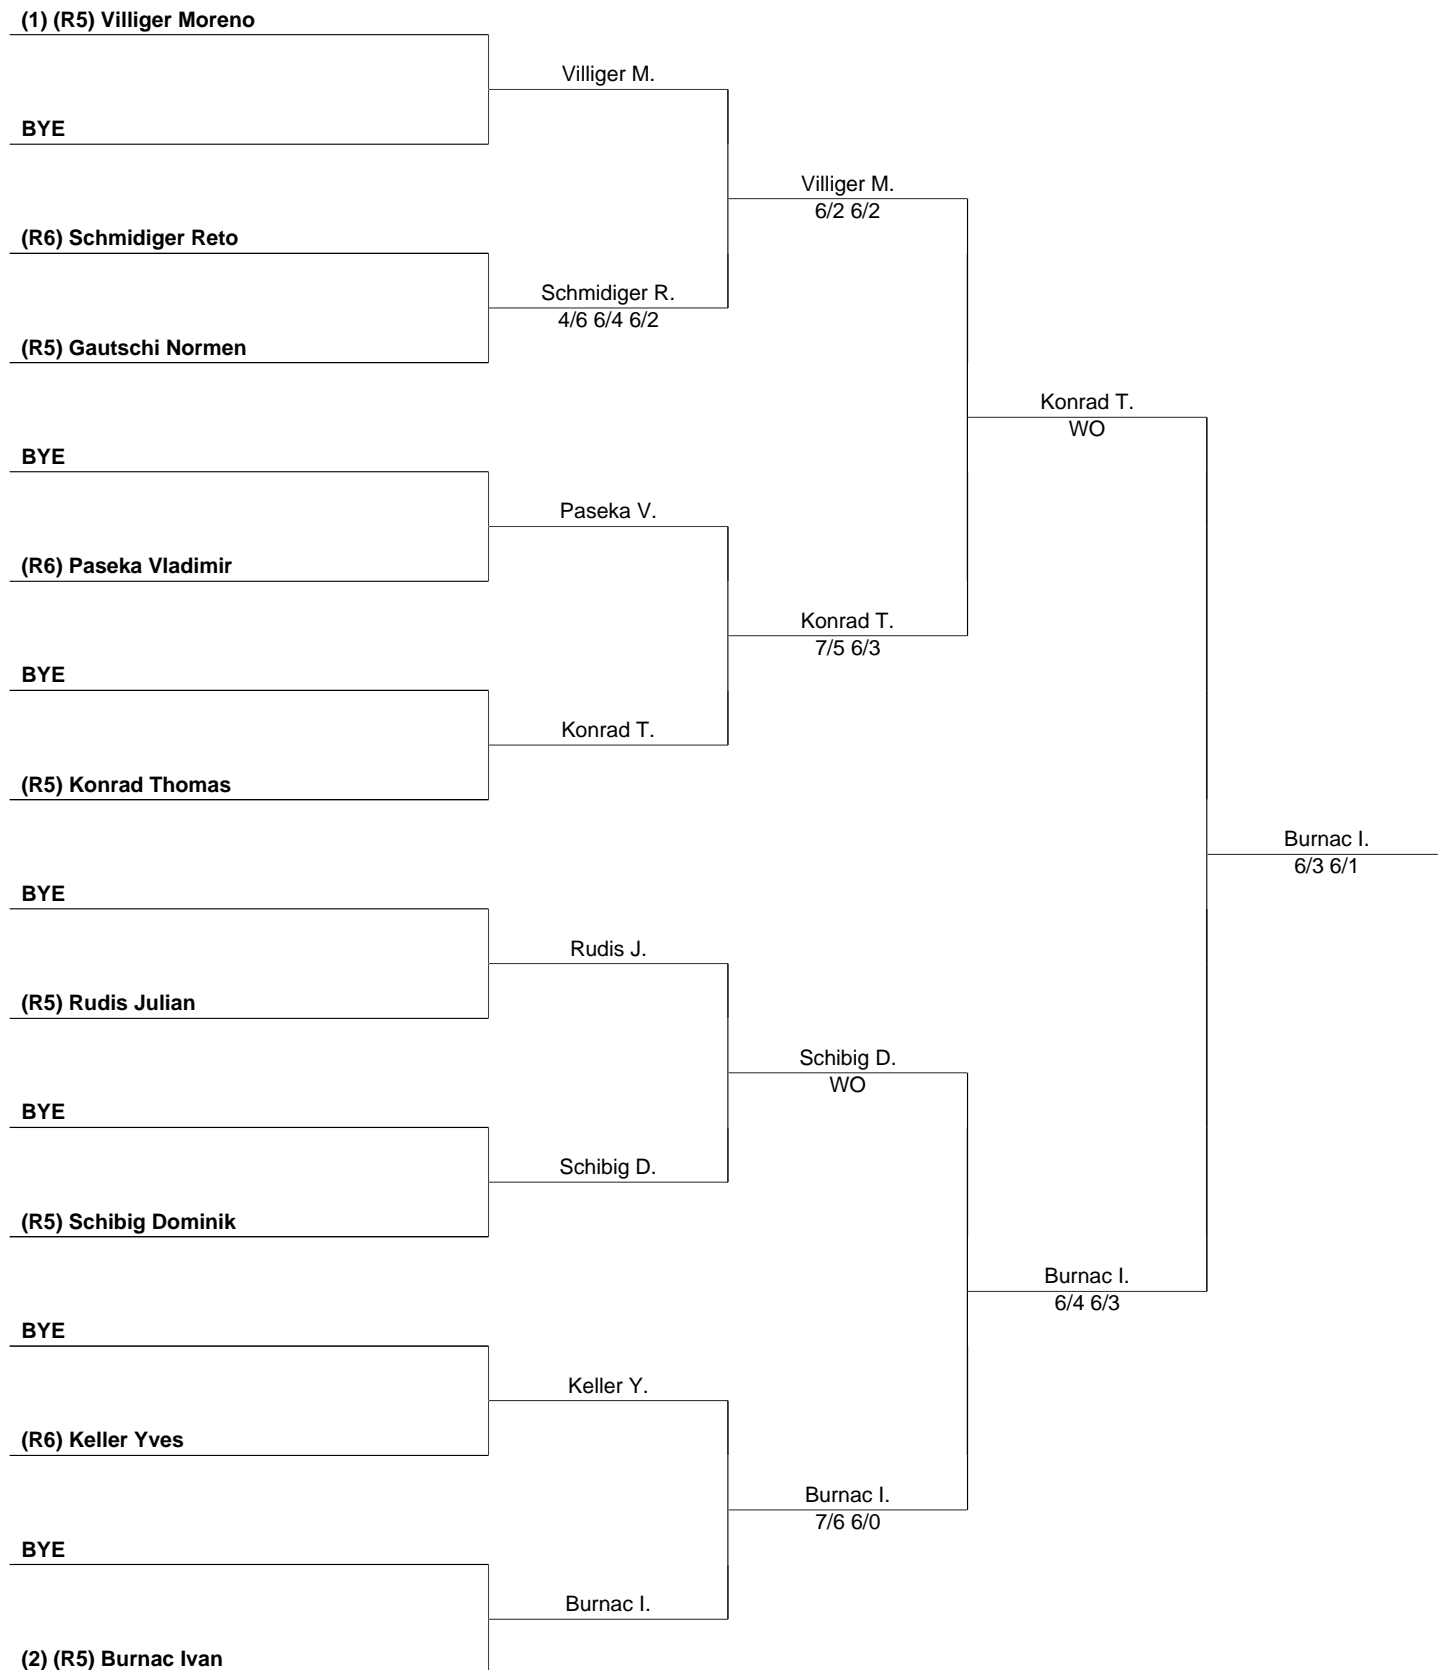 (1) (R5) Villiger Moreno
Villiger M.
BYE
Villiger M.
6/2 6/2
(R6) Schmidiger Reto
Schmidiger R.
4/6 6/4 6/2
(R5) Gautschi Normen
Konrad T.
WO
BYE
Paseka V.
(R6) Paseka Vladimir
Konrad T.
7/5 6/3
BYE
Konrad T.
(R5) Konrad Thomas
Burnac I.
6/3 6/1
BYE
Rudis J.
(R5) Rudis Julian
Schibig D.
WO
BYE
Schibig D.
(R5) Schibig Dominik
Burnac I.
6/4 6/3
BYE
Keller Y.
(R6) Keller Yves
Burnac I.
7/6 6/0
BYE
Burnac I.
(2) (R5) Burnac Ivan